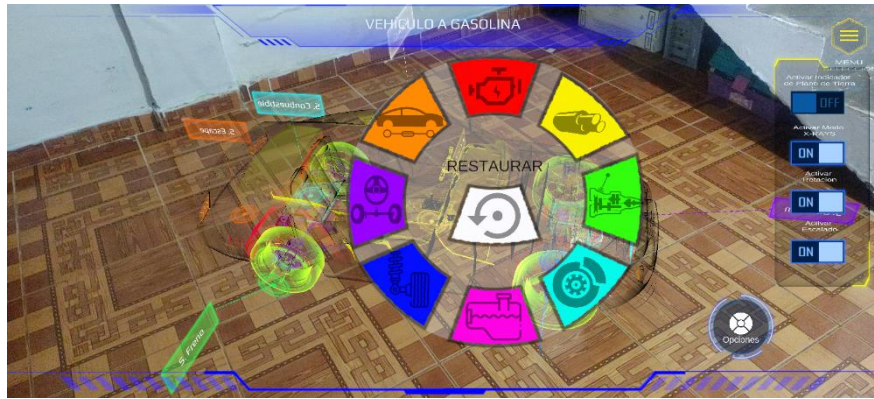 VEHÍCULO A GASOLINA
MENU
Activar Indicador
de Plano de Tierra
OFF
Activar Modo
X-RAYS
ON
Activar
Rotacion
ON
Activar
Escalado
ON
S. Combustible
S. Escape
RESTAURAR
S. Freno
Opciones